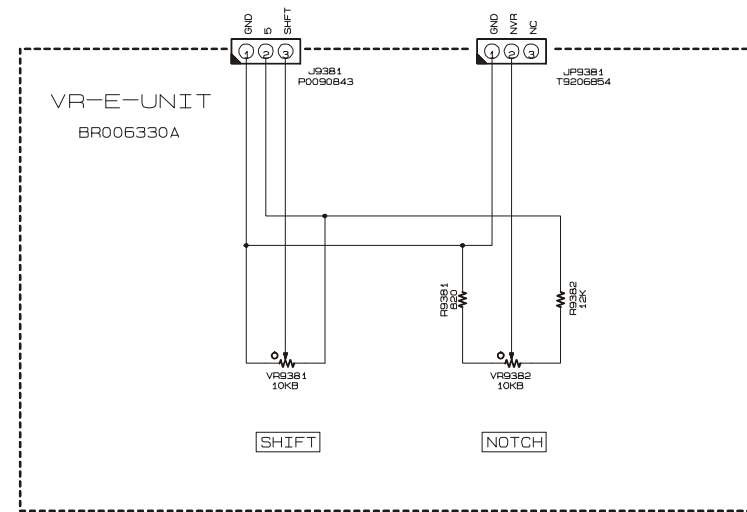 GND
5
SHFT
GND
NVR
NC
1 2 3
1 2 3
J9381
P0090843
JP9381
T9206854
VR-E-UNIT
BR006330A
R9381
820
R9382
12K
VR9381
10KB
VR9382
10KB
SHIFT
NOTCH